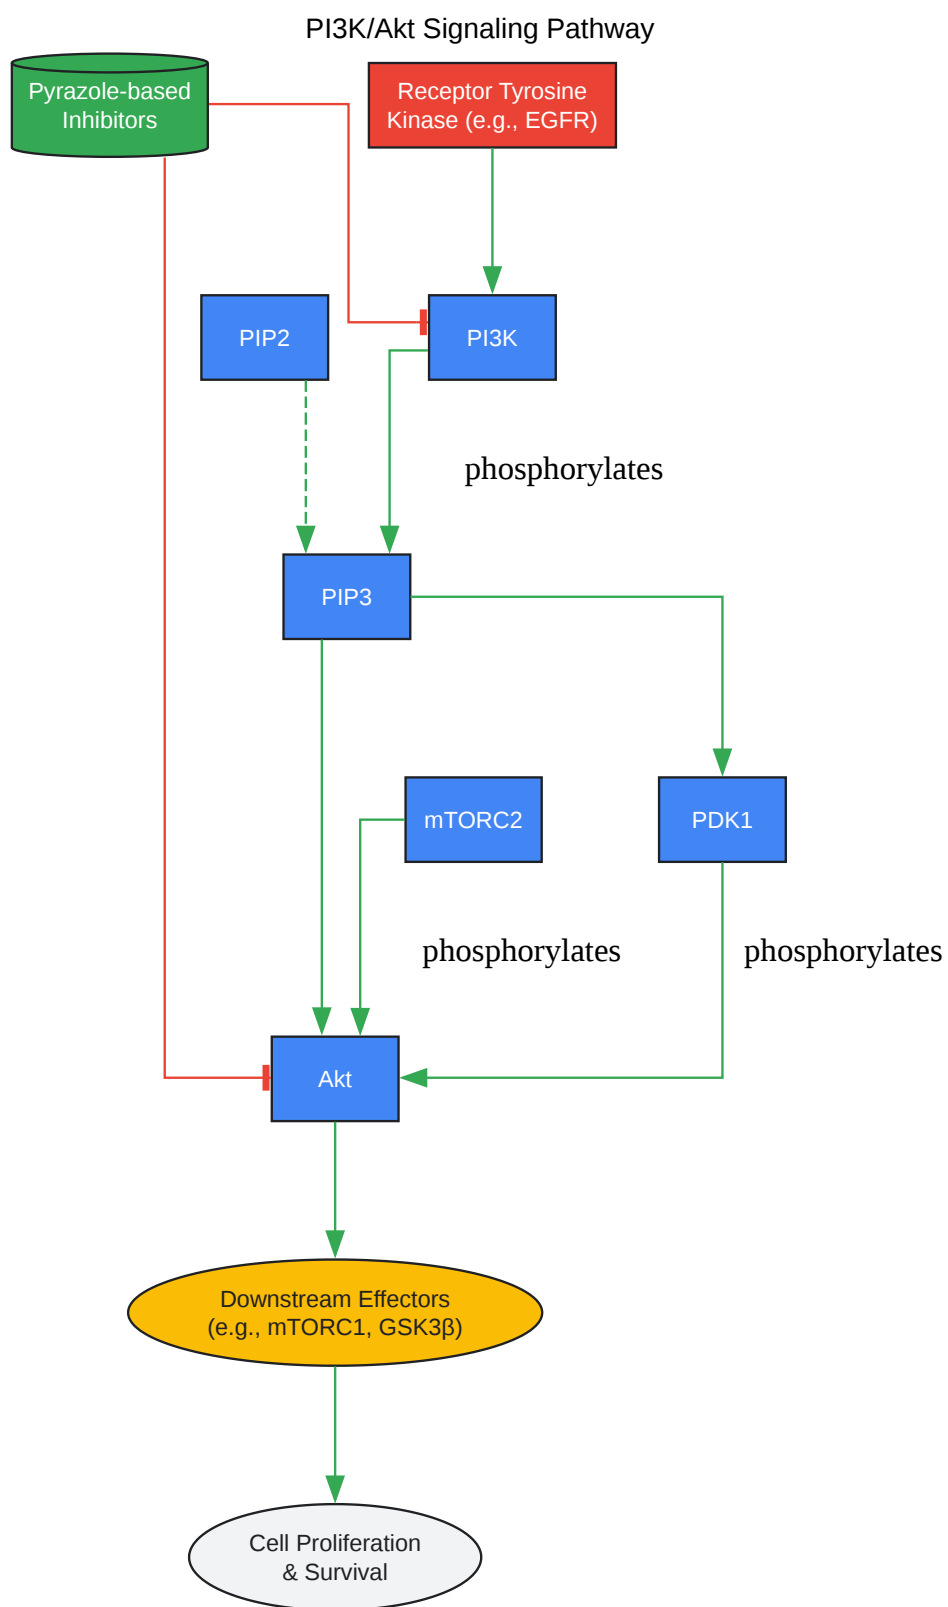 PI3K/Akt Signaling Pathway
Pyrazole-based
Inhibitors
Receptor Tyrosine
Kinase (e.g., EGFR)
PIP2
PI3K
phosphorylates
PIP3
mTORC2
PDK1
phosphorylates
phosphorylates
Akt
Downstream Effectors
(e.g., mTORC1, GSK3β)
Cell Proliferation
& Survival